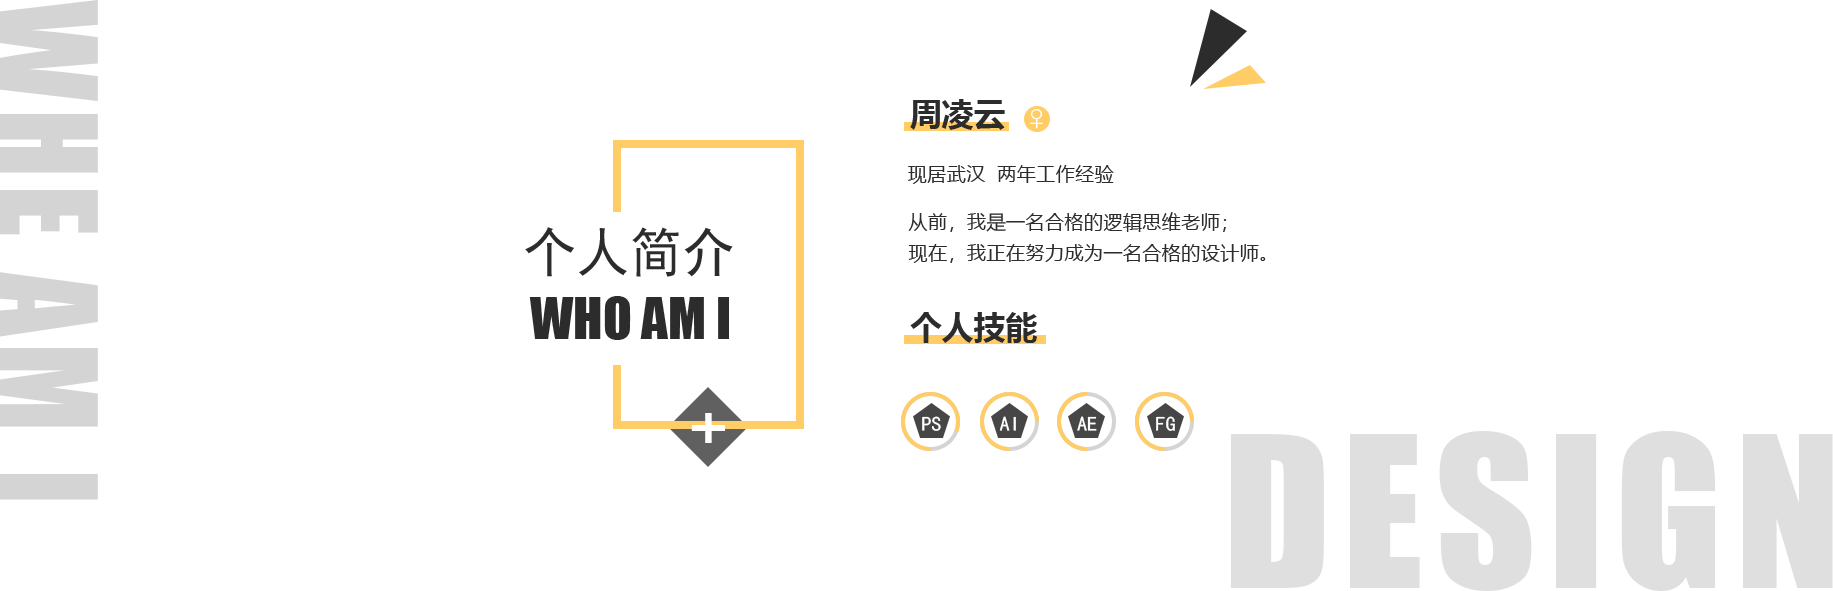 WHE AM I
个人简介
WHO AM I
周凌云
现居武汉 两年工作经验
从前，我是一名合格的逻辑思维老师；
现在，我正在努力成为一名合格的设计师。
个人技能
PS AI AE FG
DESIGN